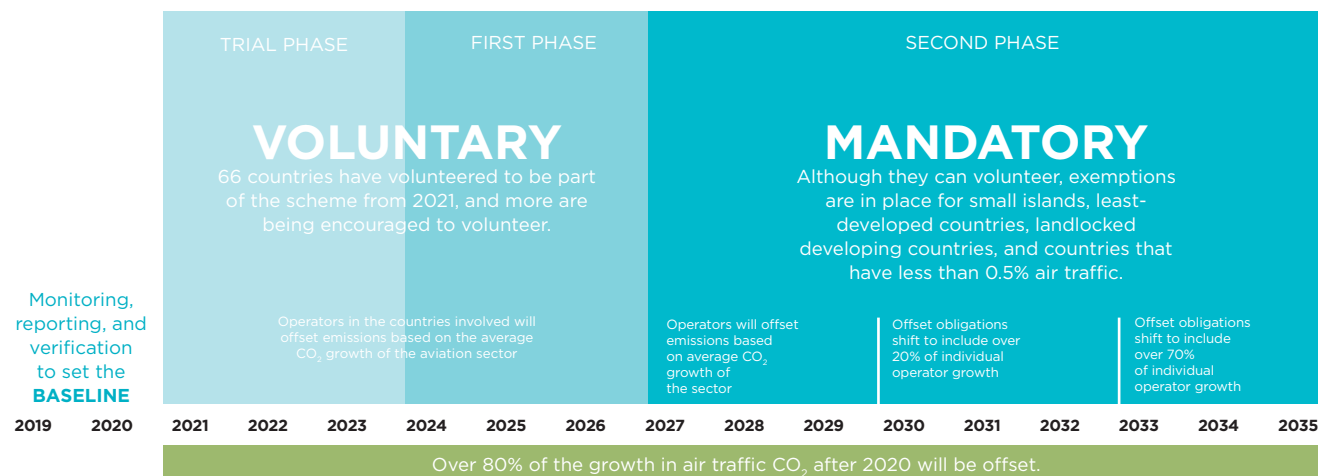 TRIAL PHASE
FIRST PHASE
SECOND PHASE
VOLUNTARY
66 countries have volunteered to be part
of the scheme from 2021, and more are
being encouraged to volunteer.
MANDATORY
Although they can volunteer, exemptions
are in place for small islands, least-
developed countries, landlocked
developing countries, and countries that
have less than 0.5% air traffic.
Monitoring,
reporting, and
verification
to set the
BASELINE
Operators in the countries involved will
offset emissions based on the average
CO₂ growth of the aviation sector
Operators will offset
emissions based
on average CO₂
growth of
the sector
Offset obligations
shift to include over
20% of individual
operator growth
Offset obligations
shift to include
over 70%
of individual
operator growth
2019 2020 2021 2022 2023 2024 2025 2026 2027 2028 2029 2030 2031 2032 2033 2034 2035
Over 80% of the growth in air traffic CO₂ after 2020 will be offset.